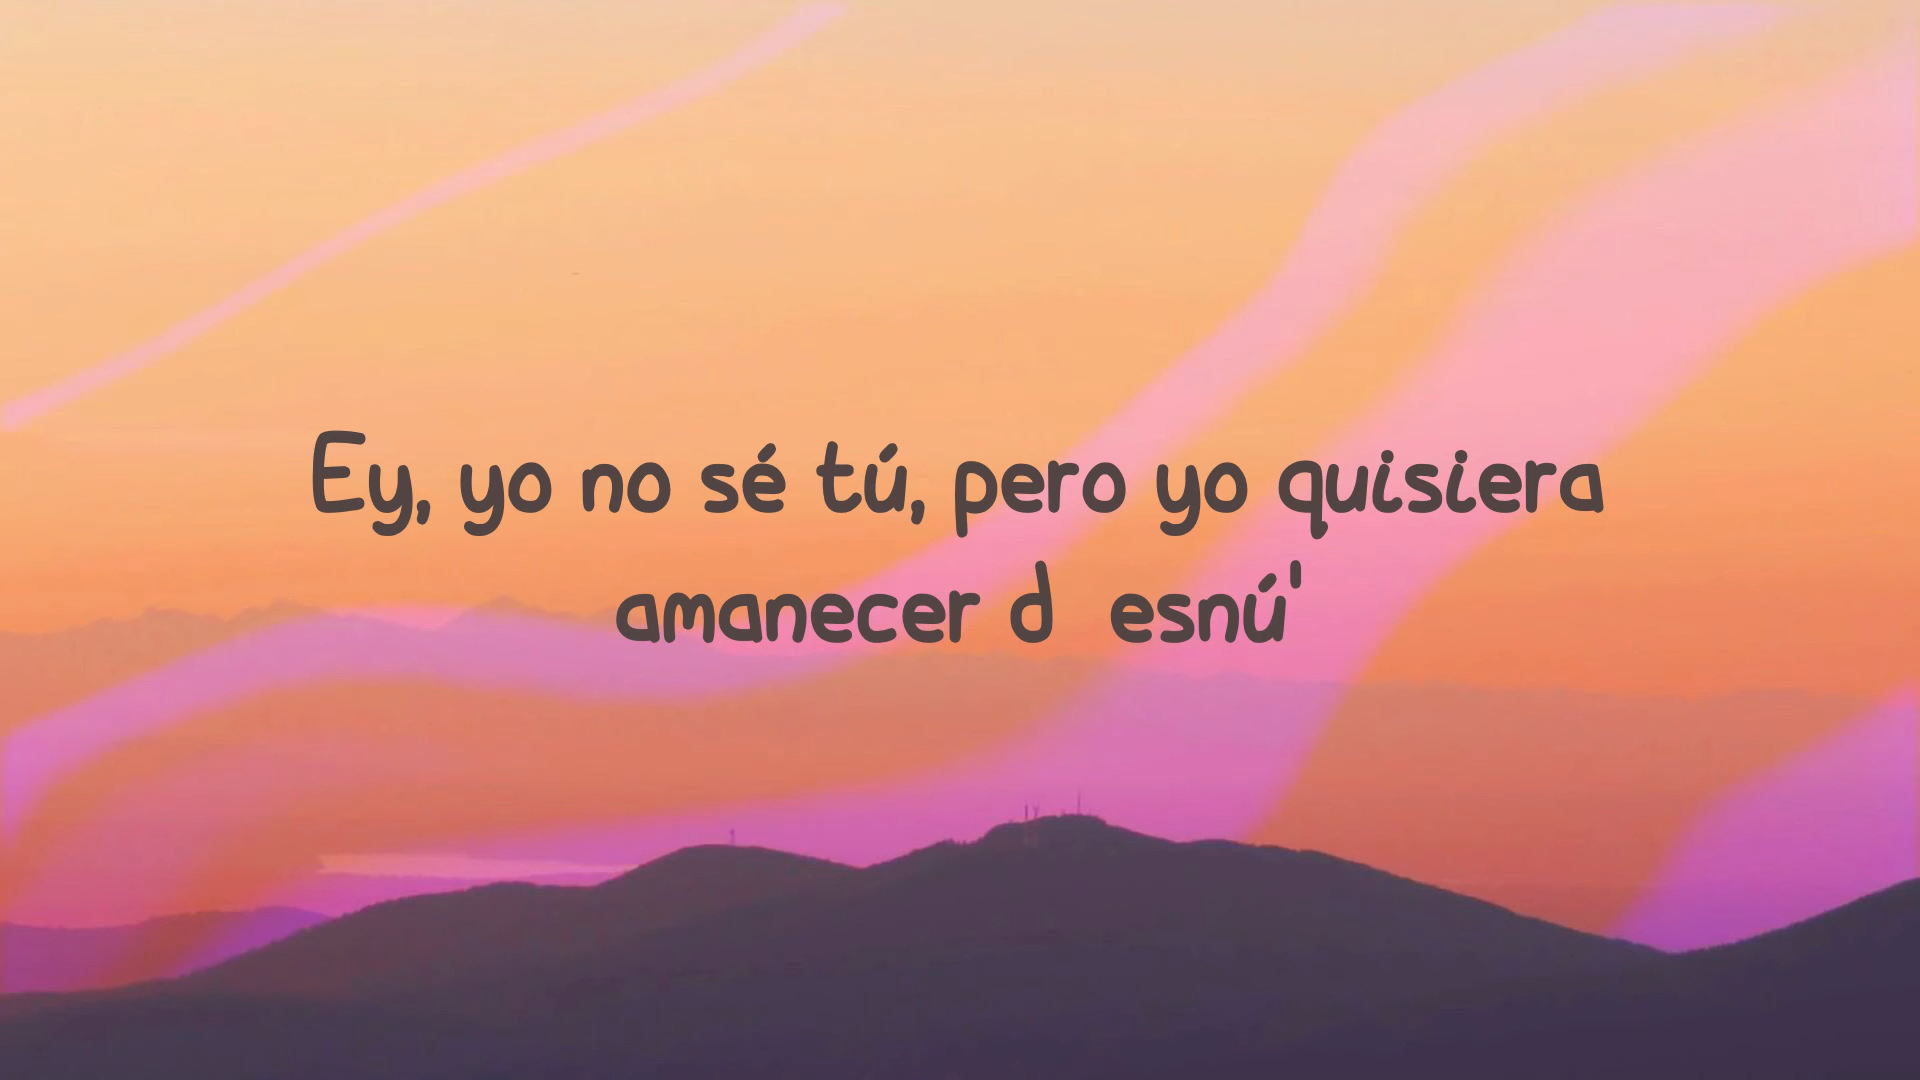 Ey, yo no sé tú, pero yo quisiera
amanecer d  esnú'